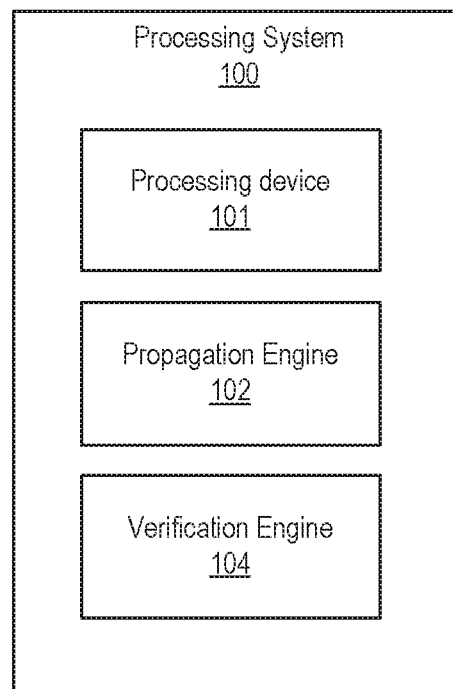 Processing System
100
Processing device
101
Propagation Engine
102
Verification Engine
104